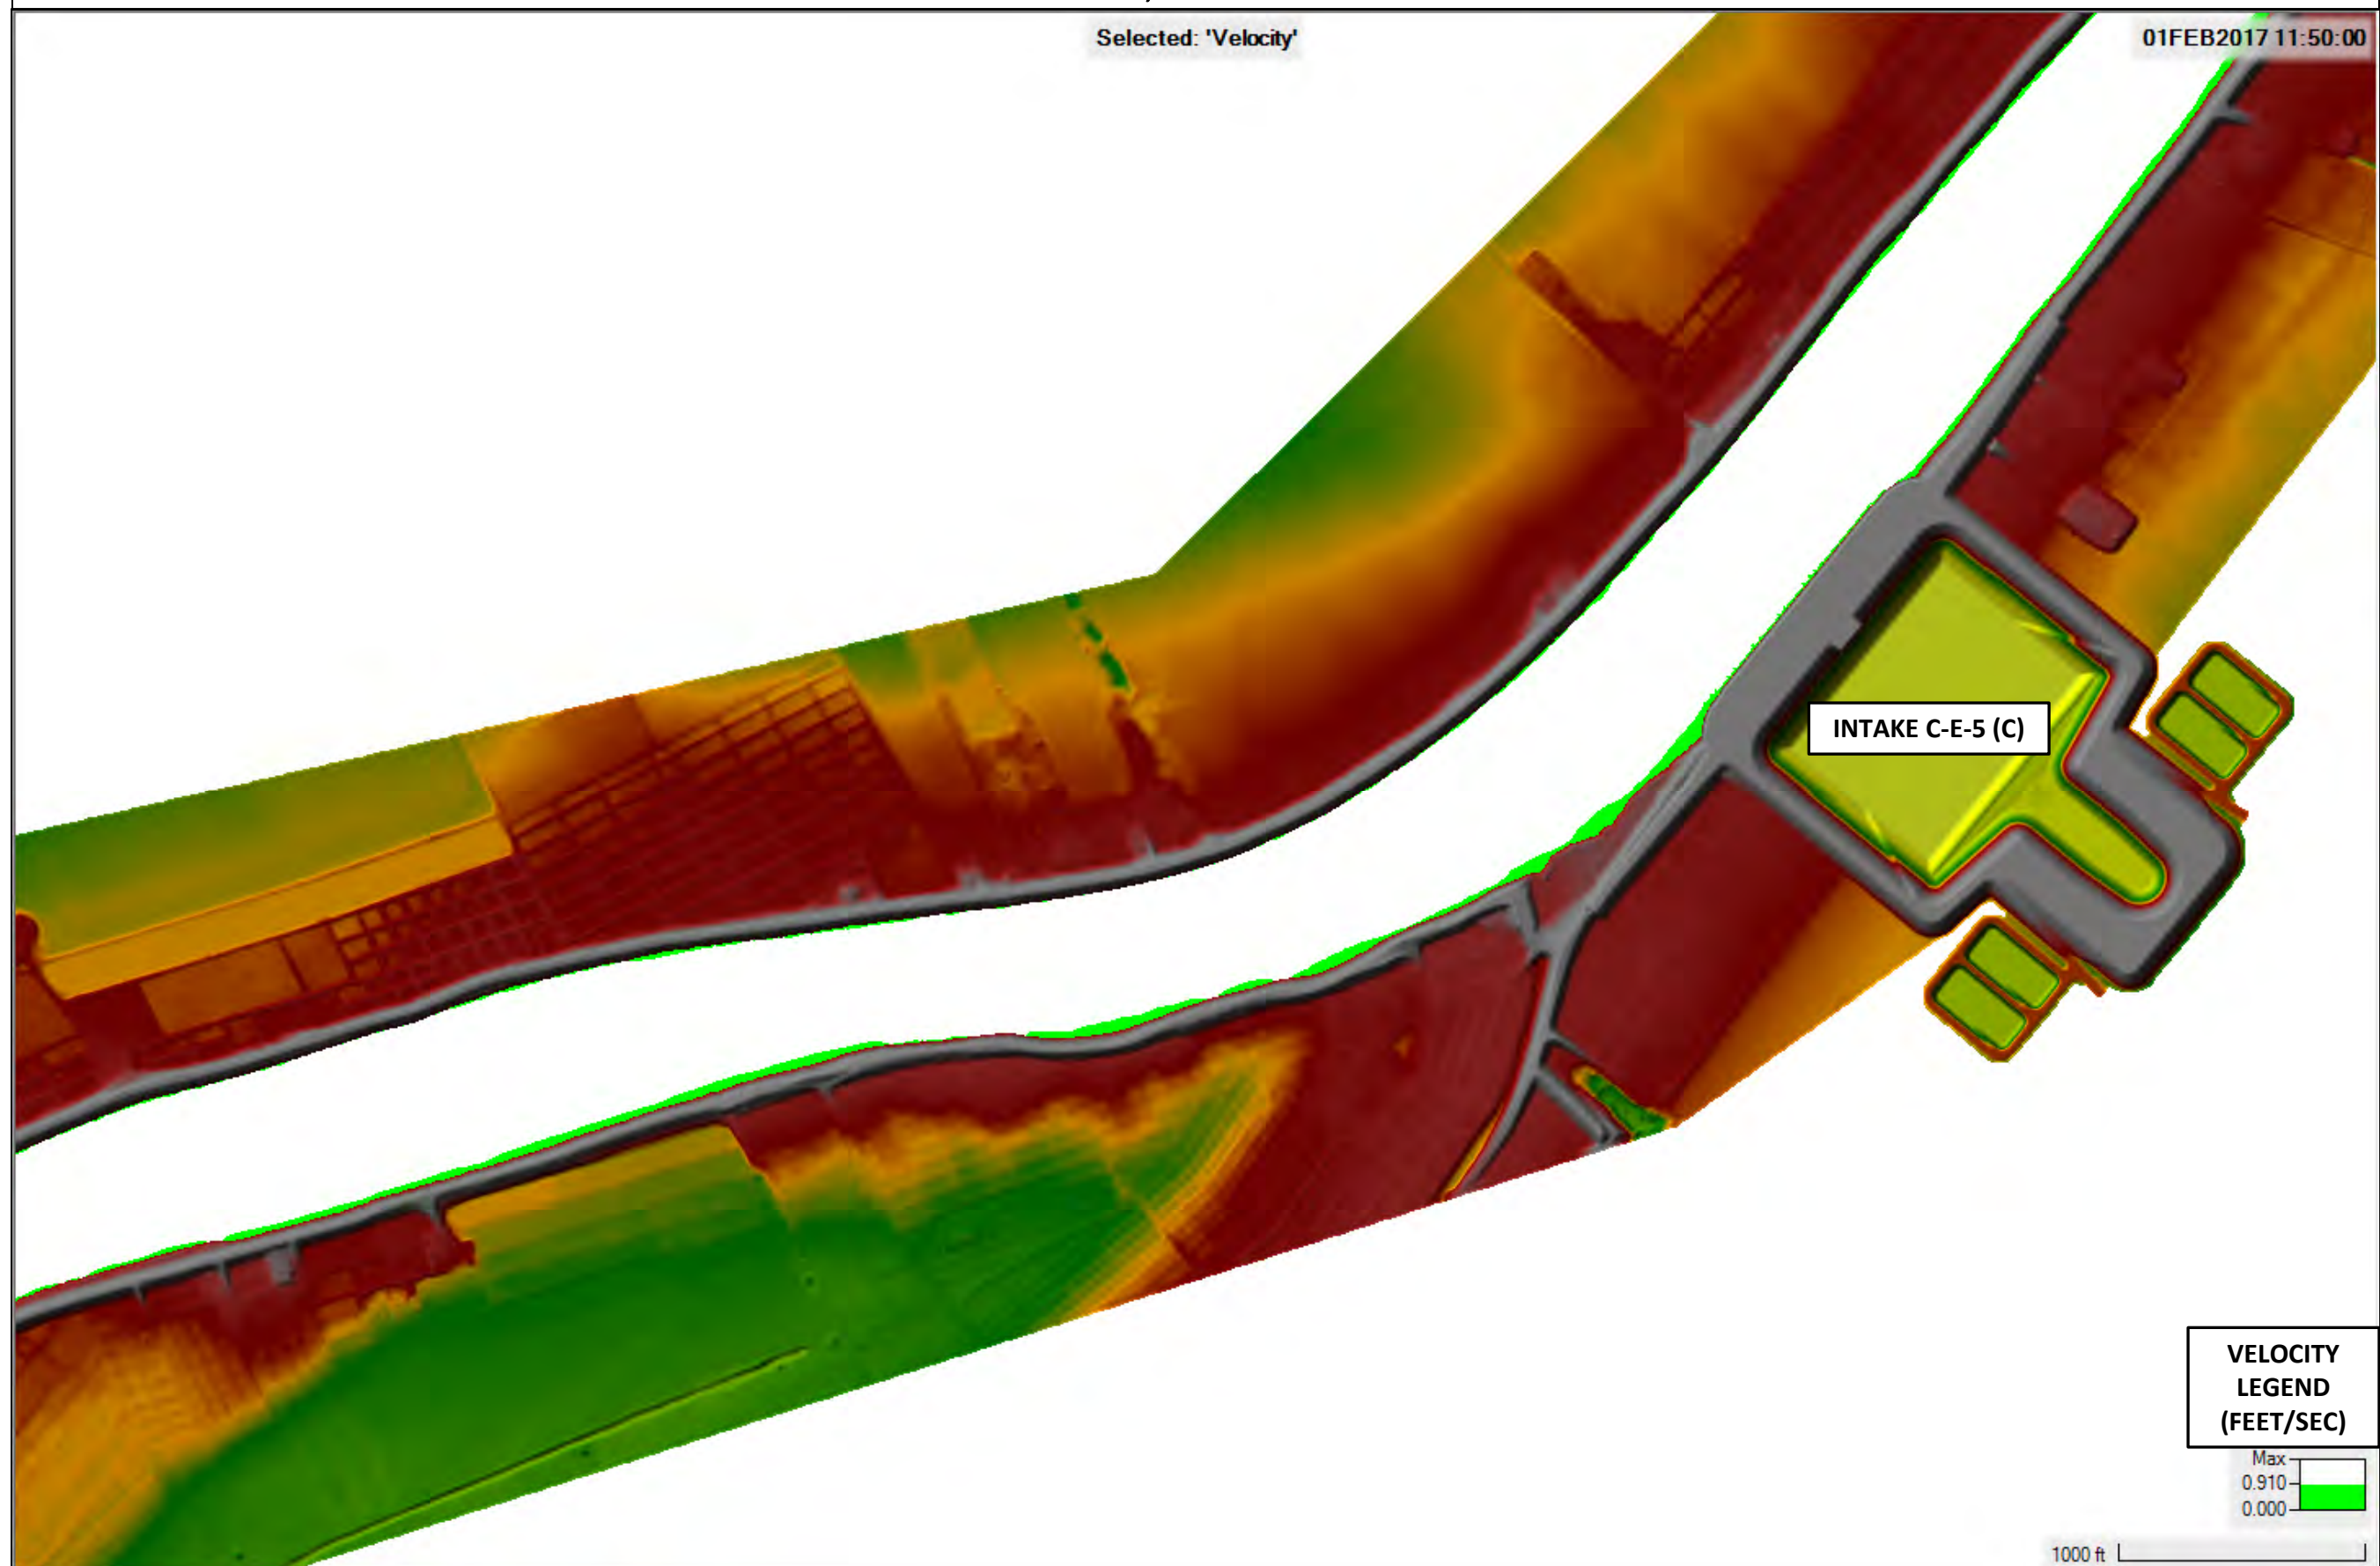 Selected: 'Velocity'
01FEB2017 11:50:00
INTAKE C-E-5 (C)
VELOCITY
LEGEND
(FEET/SEC)
Max
0.910
0.000
1000 ft